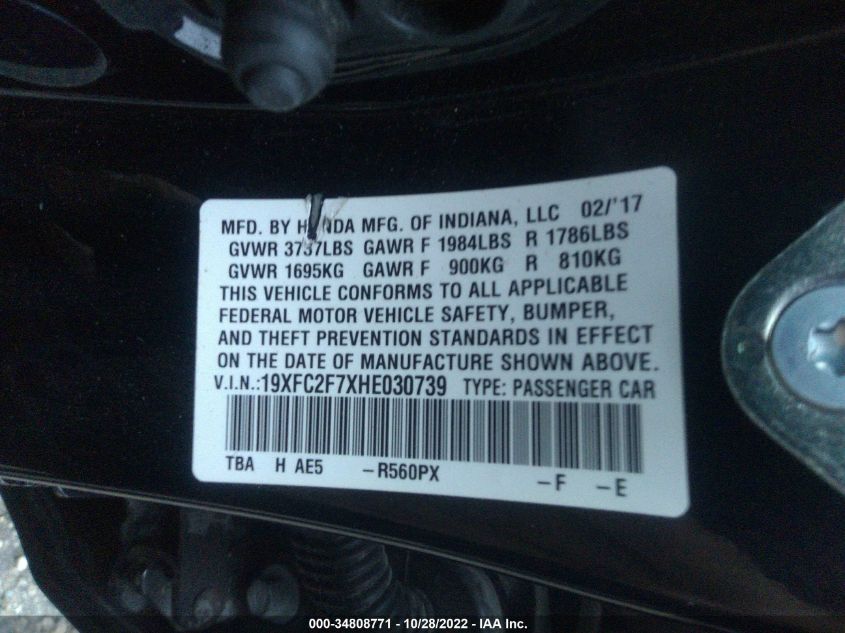 MFD. BY HONDA MFG. OF INDIANA, LLC 02/'17
GVWR 3737LBS GAWR F 1984LBS R 1786LBS
GVWR 1695KG GAWR F 900KG R 810KG
THIS VEHICLE CONFORMS TO ALL APPLICABLE
FEDERAL MOTOR VEHICLE SAFETY, BUMPER,
AND THEFT PREVENTION STANDARDS IN EFFECT
ON THE DATE OF MANUFACTURE SHOWN ABOVE.
V.I.N.:19XFC2F7XHE030739 TYPE: PASSENGER CAR
TBA H AE5 -R560PX -F -E
000-34808771 - 10/28/2022 - IAA Inc.